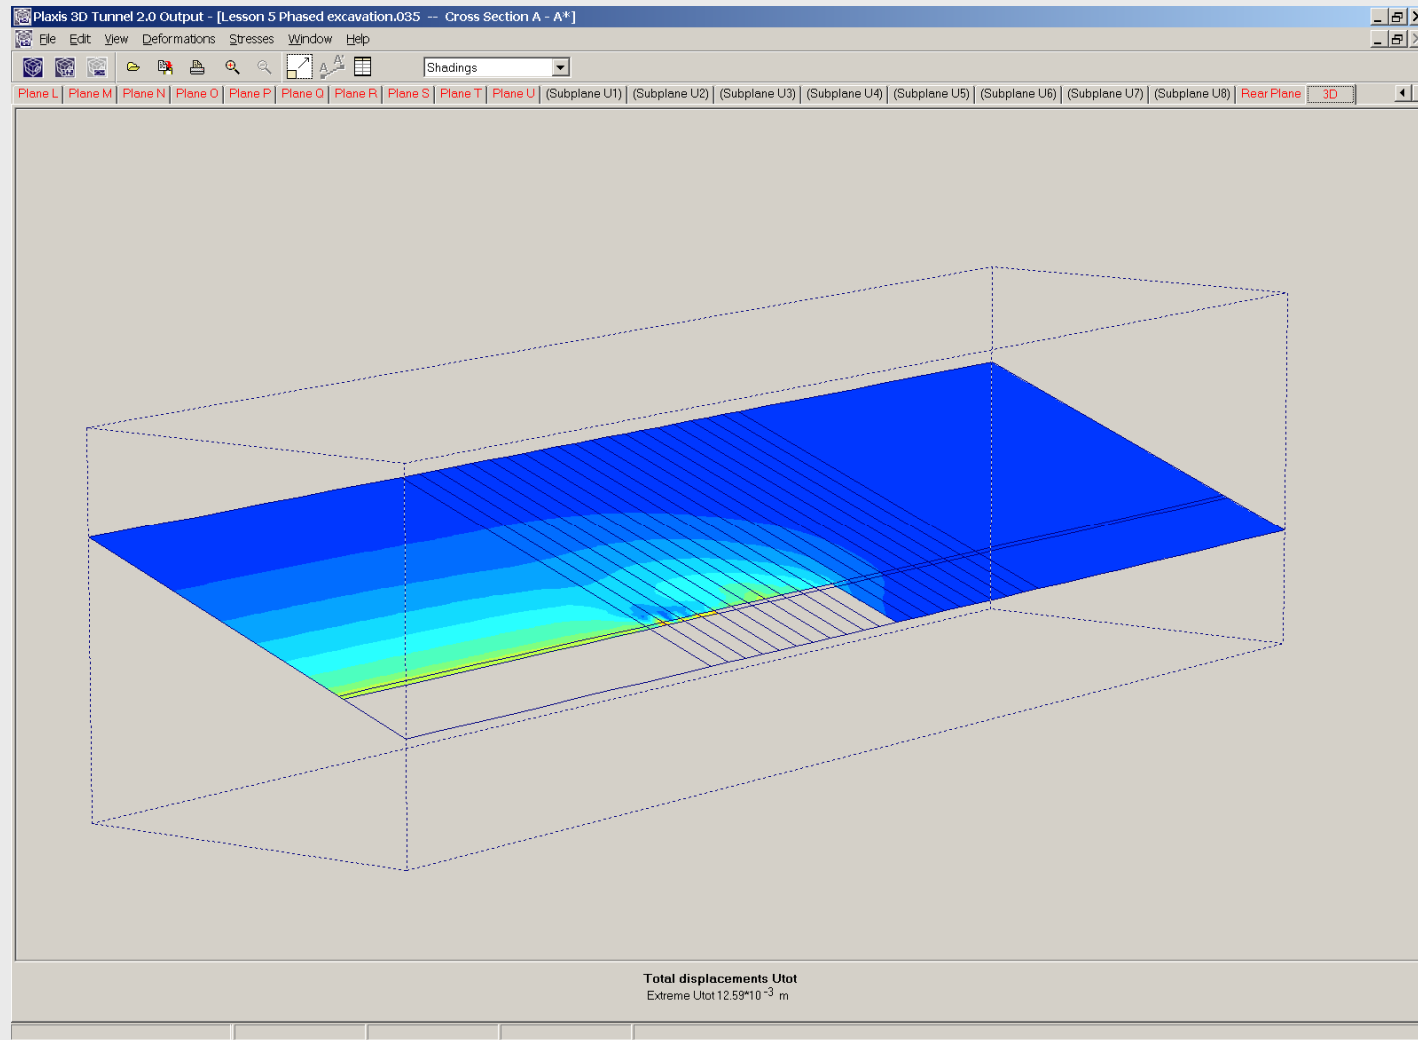 Plaxis 3D Tunnel 2.0 Output - [Lesson 5 Phased excavation.035 -- Cross Section A - A*]
File Edit View Deformations Stresses Window Help
A A' Shadings
Plane L Plane M Plane N Plane O Plane P Plane Q Plane R Plane S Plane T Plane U (Subplane U1) (Subplane U2) (Subplane U3) (Subplane U4) (Subplane U5) (Subplane U6) (Subplane U7) (Subplane U8) Rear Plane 3D
Total displacements Utot
Extreme Utot 12.59*10⁻³ m